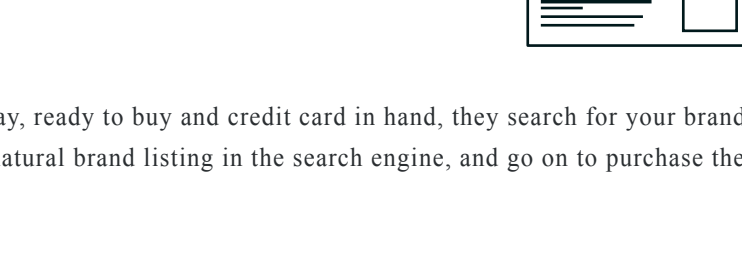 ay, ready to buy and credit card in hand, they search for your brand
natural brand listing in the search engine, and go on to purchase the